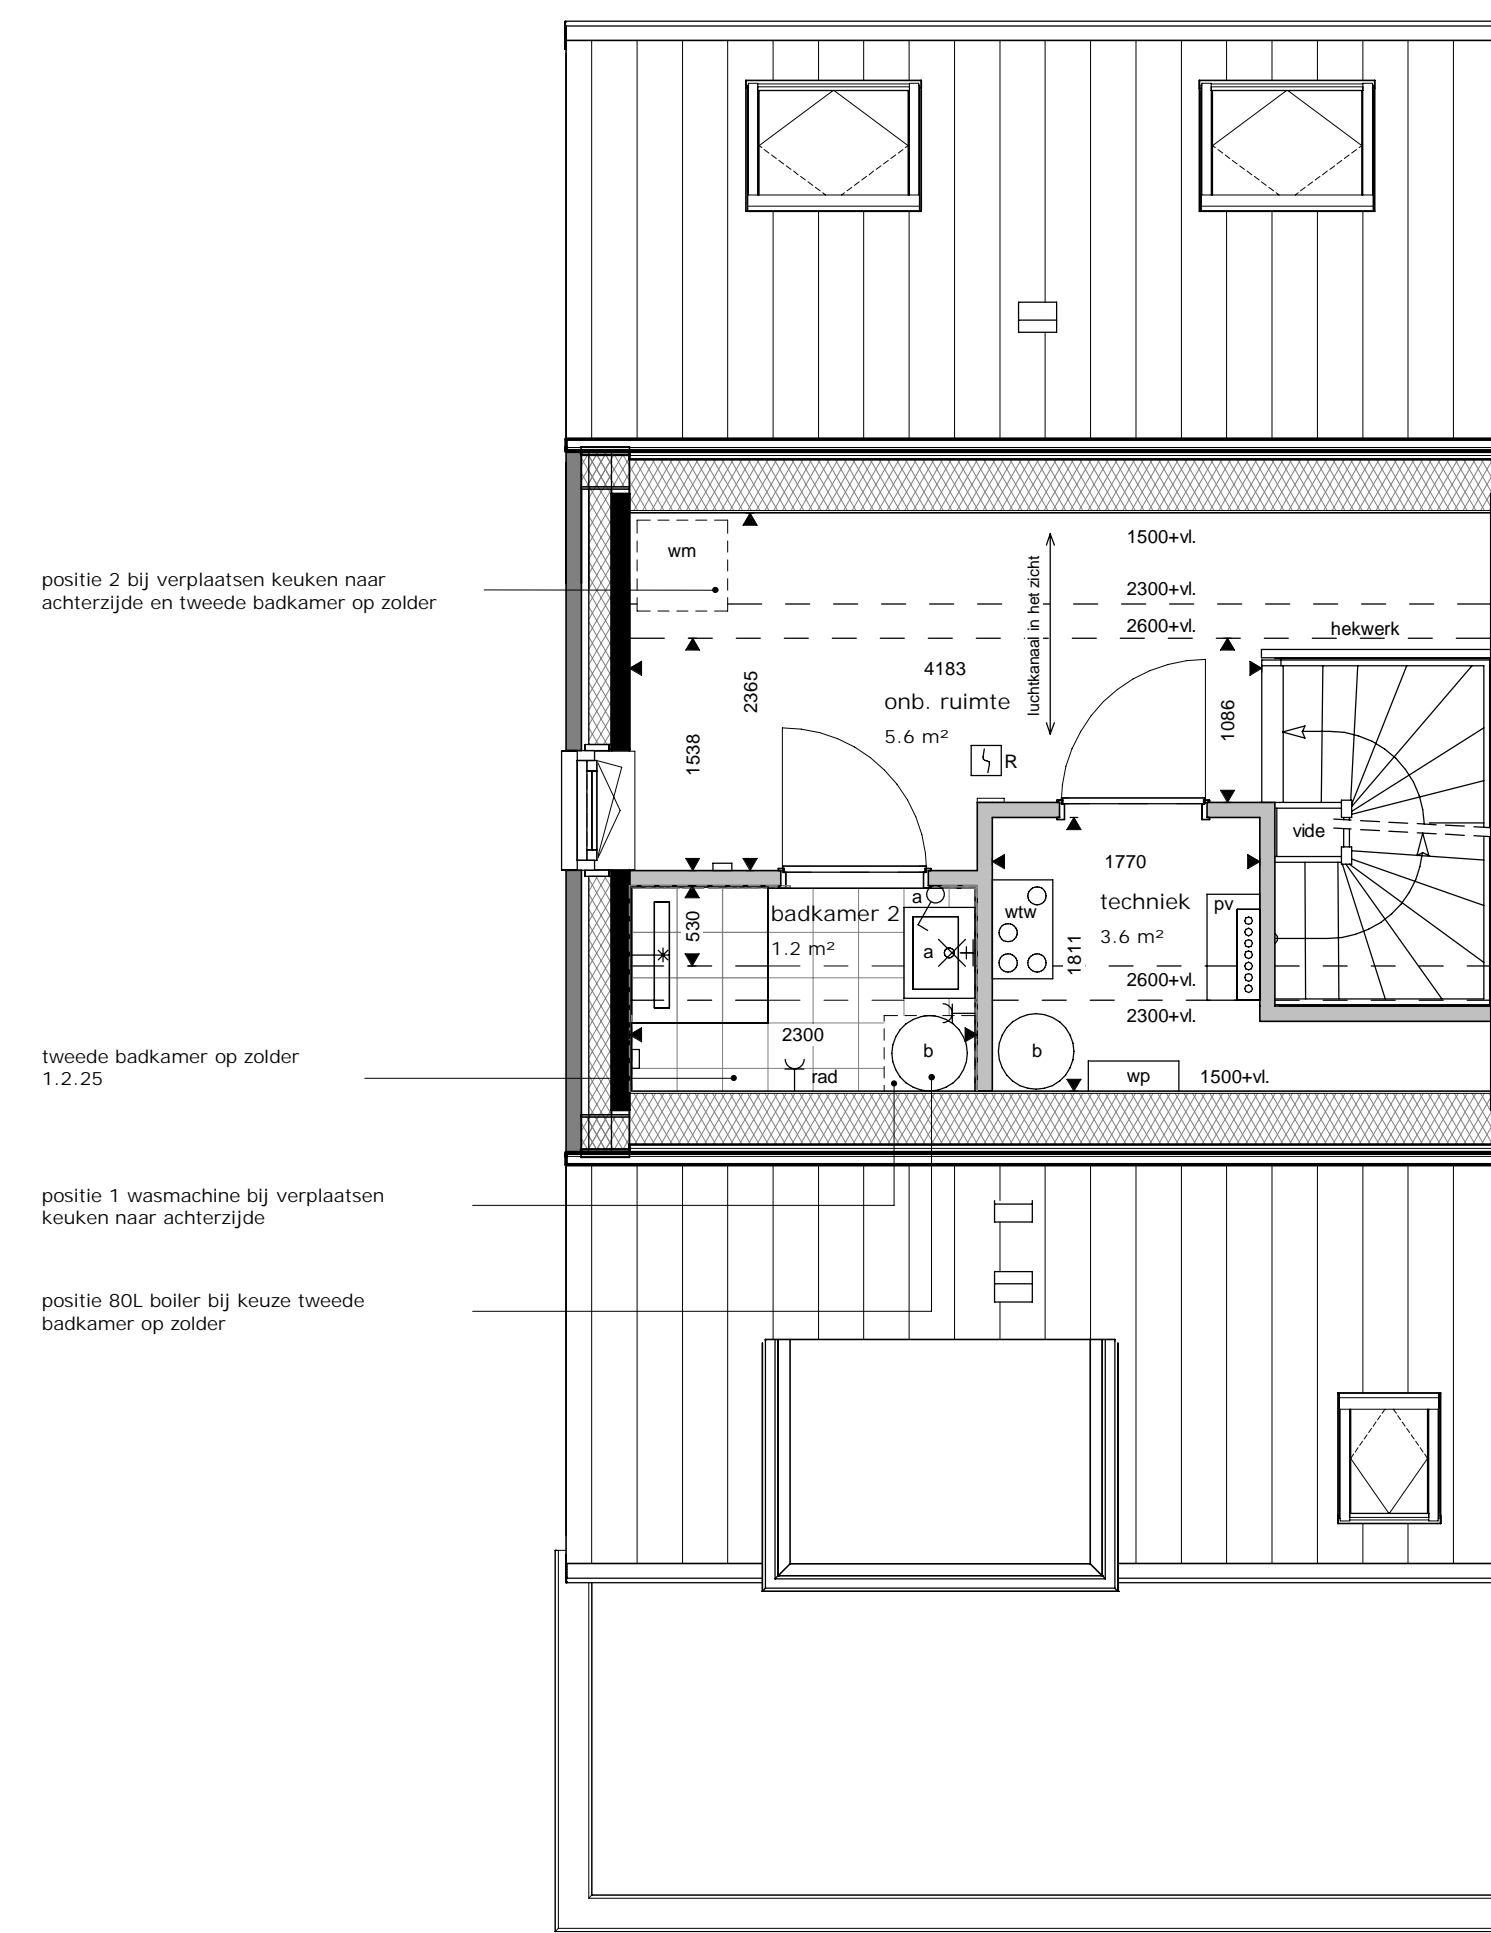 wm
1500+vl.
positie 2 bij verplaatsen keuken naar
achterzijde en tweede badkamer op zolder
2300+vl.
2600+vl.
hekwerk
luchtkanaal in het zicht
4183
2365
onb. ruimte
5.6 m²
1086
1538
R
vide
1770
badkamer 2
1.2 m²
a
a
530
wtw
techniek
3.6 m²
pv
1811
2600+vl.
2300+vl.
2300
b
b
rad
wp
1500+vl.
tweede badkamer op zolder
1.2.25
positie 1 wasmachine bij verplaatsen
keuken naar achterzijde
positie 80L boiler bij keuze tweede
badkamer op zolder